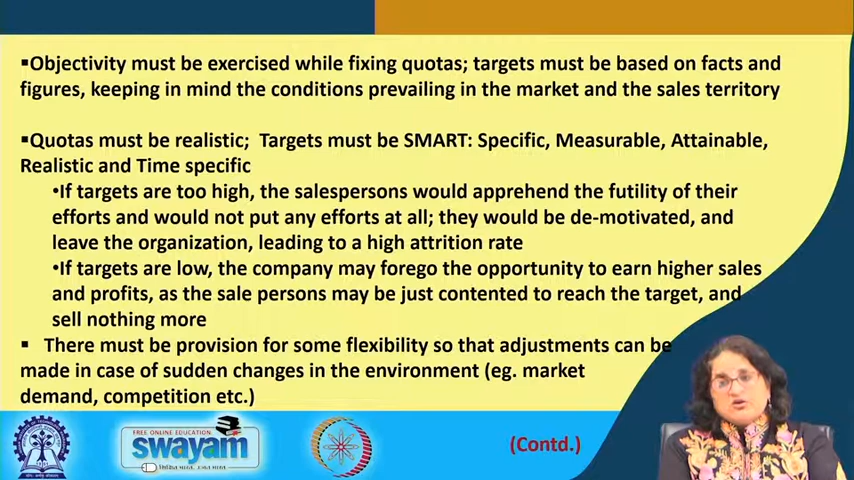 ▪Objectivity must be exercised while fixing quotas; targets must be based on facts and
figures, keeping in mind the conditions prevailing in the market and the sales territory
▪Quotas must be realistic; Targets must be SMART: Specific, Measurable, Attainable,
Realistic and Time specific
•If targets are too high, the salespersons would apprehend the futility of their
efforts and would not put any efforts at all; they would be de-motivated, and
leave the organization, leading to a high attrition rate
•If targets are low, the company may forego the opportunity to earn higher sales
and profits, as the sale persons may be just contented to reach the target, and
sell nothing more
▪ There must be provision for some flexibility so that adjustments can be
made in case of sudden changes in the environment (eg. market
demand, competition etc.)
FREE ONLINE EDUCATION
swayam
(Contd.)